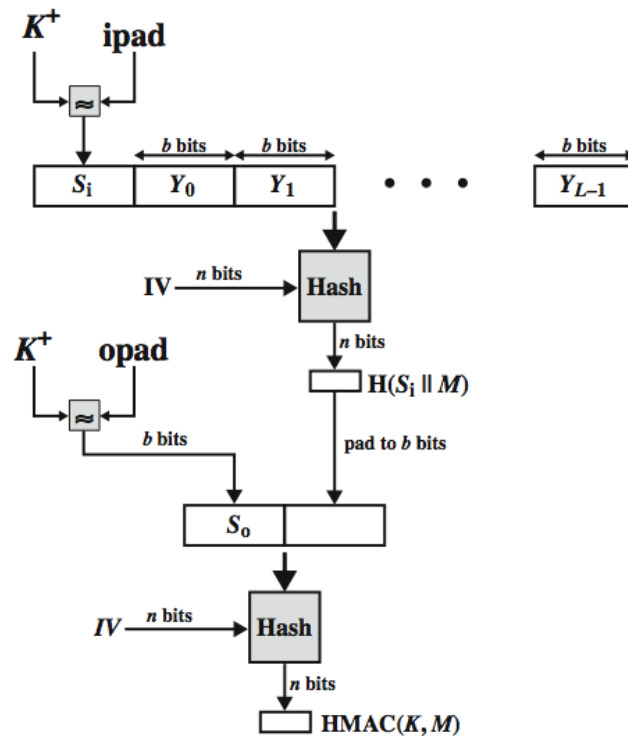 K+ ipad
≈
b bits b bits b bits
Si Y0 Y1 • • • YL–1
IV n bits Hash
n bits
K+ opad
H(Si || M)
≈
b bits pad to b bits
So
IV n bits Hash
n bits
HMAC(K, M)